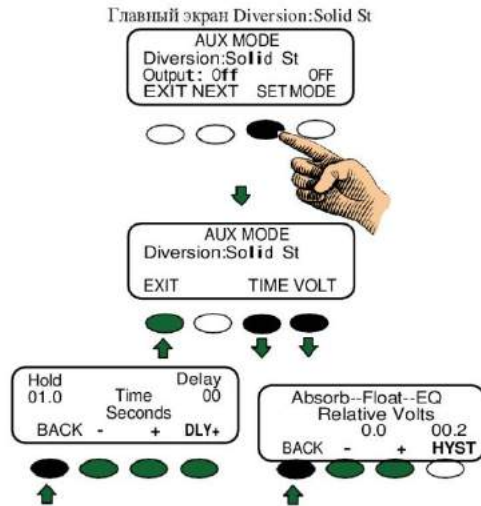 Главный экран Diversion:Solid St
AUX MODE
Diversion:Solid St
Output: Off OFF
EXIT NEXT SET MODE
AUX MODE
Diversion:Solid St
EXIT TIME VOLT
Hold Delay
01.0 Time 00
Seconds
BACK - + DLY+
Absorb--Float--EQ
Relative Volts
0.0 00.2
BACK - + HYST